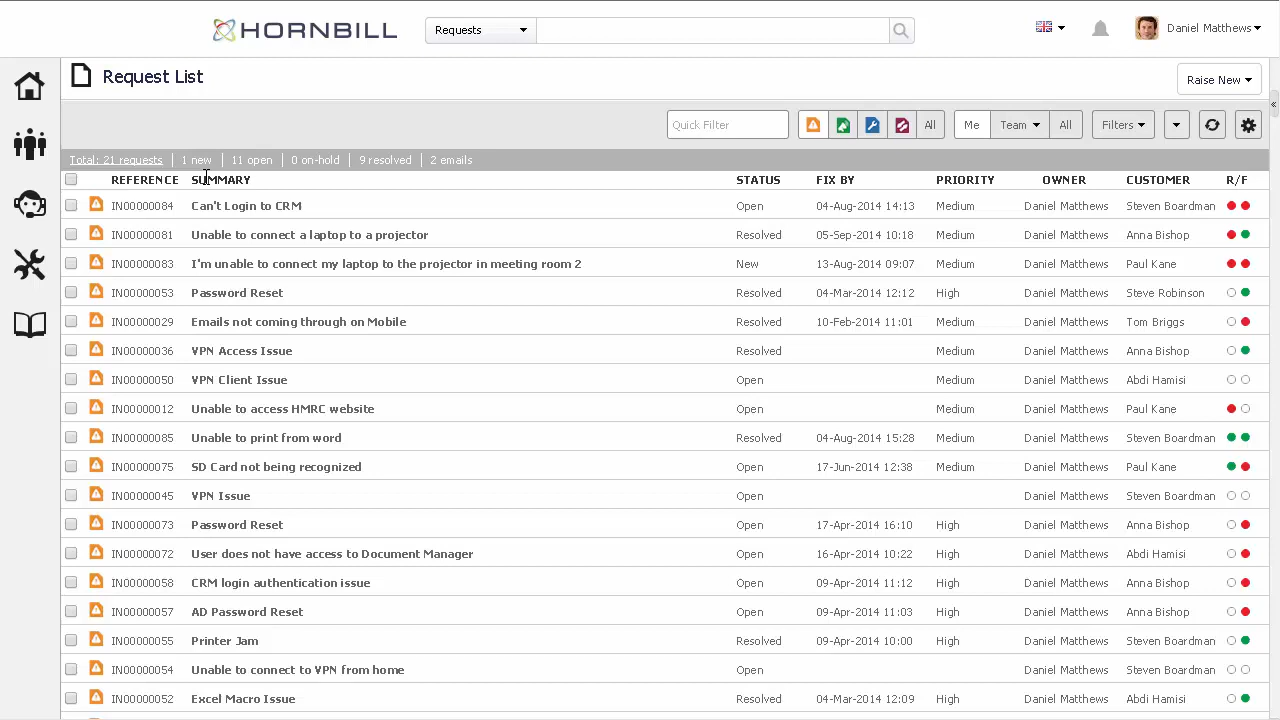 HORNBILL Requests Daniel Matthews
Request List Raise New
Quick Filter All Me Team All Filters
Total: 21 requests 1 new 11 open 0 on-hold 9 resolved 2 emails
REFERENCE SUMMARY STATUS FIX BY PRIORITY OWNER CUSTOMER R/F
IN00000084 Can't Login to CRM Open 04-Aug-2014 14:13 Medium Daniel Matthews Steven Boardman
IN00000081 Unable to connect a laptop to a projector Resolved 05-Sep-2014 10:18 Medium Daniel Matthews Anna Bishop
IN00000083 I'm unable to connect my laptop to the projector in meeting room 2 New 13-Aug-2014 09:07 Medium Daniel Matthews Paul Kane
IN00000053 Password Reset Resolved 04-Mar-2014 12:12 High Daniel Matthews Steve Robinson
IN00000029 Emails not coming through on Mobile Resolved 10-Feb-2014 11:01 Medium Daniel Matthews Tom Briggs
IN00000036 VPN Access Issue Resolved Medium Daniel Matthews Anna Bishop
IN00000050 VPN Client Issue Open Medium Daniel Matthews Abdi Hamisi
IN00000012 Unable to access HMRC website Open Medium Daniel Matthews Paul Kane
IN00000085 Unable to print from word Resolved 04-Aug-2014 15:28 Medium Daniel Matthews Steven Boardman
IN00000075 SD Card not being recognized Open 17-Jun-2014 12:38 Medium Daniel Matthews Paul Kane
IN00000045 VPN Issue Open Daniel Matthews Steven Boardman
IN00000073 Password Reset Open 17-Apr-2014 16:10 High Daniel Matthews Anna Bishop
IN00000072 User does not have access to Document Manager Open 16-Apr-2014 10:22 High Daniel Matthews Abdi Hamisi
IN00000058 CRM login authentication issue Open 09-Apr-2014 11:12 High Daniel Matthews Anna Bishop
IN00000057 AD Password Reset Open 09-Apr-2014 11:03 High Daniel Matthews Anna Bishop
IN00000055 Printer Jam Resolved 09-Apr-2014 10:00 High Daniel Matthews Steven Boardman
IN00000054 Unable to connect to VPN from home Open Daniel Matthews Steven Boardman
IN00000052 Excel Macro Issue Resolved 04-Mar-2014 12:09 High Daniel Matthews Abdi Hamisi